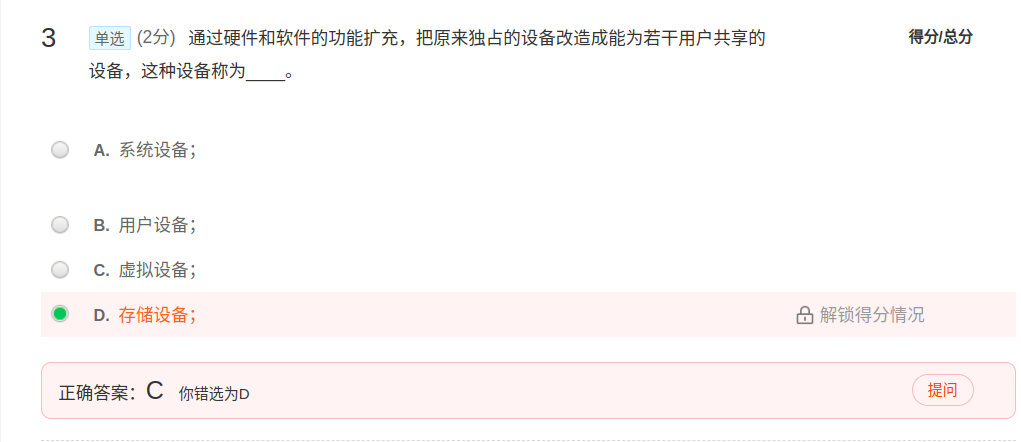 3 单选 (2分) 通过硬件和软件的功能扩充，把原来独占的设备改造成能为若干用户共享的 得分/总分
设备，这种设备称为____。
A. 系统设备；
B. 用户设备；
C. 虚拟设备；
D. 存储设备； 解锁得分情况
正确答案：C 你错选为D 提问